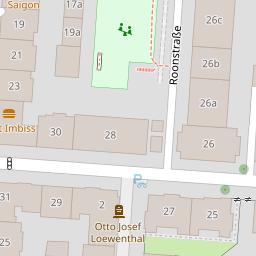 Saigon
17a
19
19a
21
23
t Imbiss
30
28
26c
26b
26a
26
Roonstraße
31
29
2
27
25
25
Otto Josef
Loewenthal